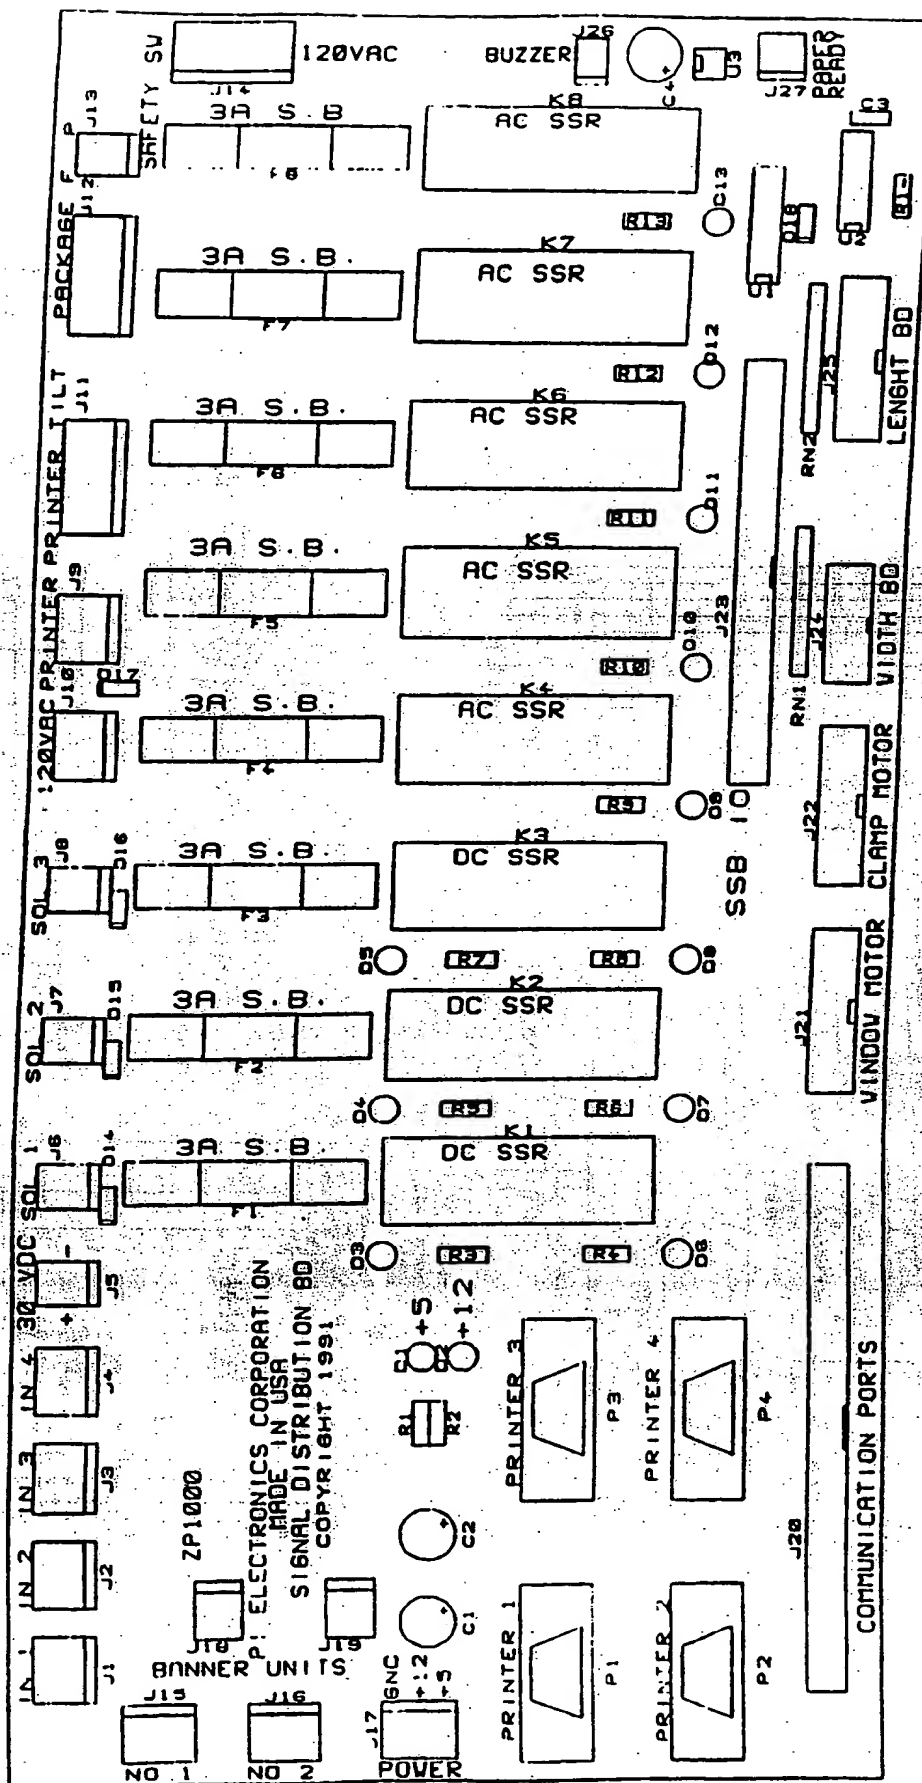 SAFETY SW
J14
120VAC
BUZZER
J26
C4
U3
J27
PAPER
READY
P
J13
3A S.B
K8
AC SSR
C3
PACKAGE F
J12
R13
C13
D18
3A S.B.
F7
K7
AC SSR
R12
D12
J25
LENGHT BD
RN2
PRINTER TILT
J11
3A S.B.
K6
AC SSR
R11
D11
PRINTER
J9
3A S.B.
F5
K5
AC SSR
R10
D10
J23
J24
WIDTH BD
RN1
120VAC
J10
D17
3A S.B.
F4
K4
AC SSR
R9
D9
SSB IO
J22
CLAMP MOTOR
SOL 3
J8
D16
3A S.B.
F3
K3
DC SSR
D5
R7
R8
D8
J21
WINDOW MOTOR
SOL 2
J7
D15
3A S.B.
F2
K2
DC SSR
D4
R5
R6
D7
SOL 1
J6
D14
3A S.B.
F1
K1
DC SSR
D3
R3
R4
D6
30 VDC
+ -
J5
IN 4
J4
IN 3
J3
IN 2
J2
IN 1
J1
ZP1000
P! ELECTRONICS CORPORATION
MADE IN USA
SIGNAL DISTRIBUTION BD
COPYRIGHT 1991
+5
+12
R1
R2
C2
C1
PRINTER 3
P3
PRINTER 4
P4
J20
COMMUNICATION PORTS
J18
J19
BANNER UNITS
J15
NO 1
J16
NO 2
J17
GND
+12
+5
POWER
PRINTER 1
P1
PRINTER 2
P2